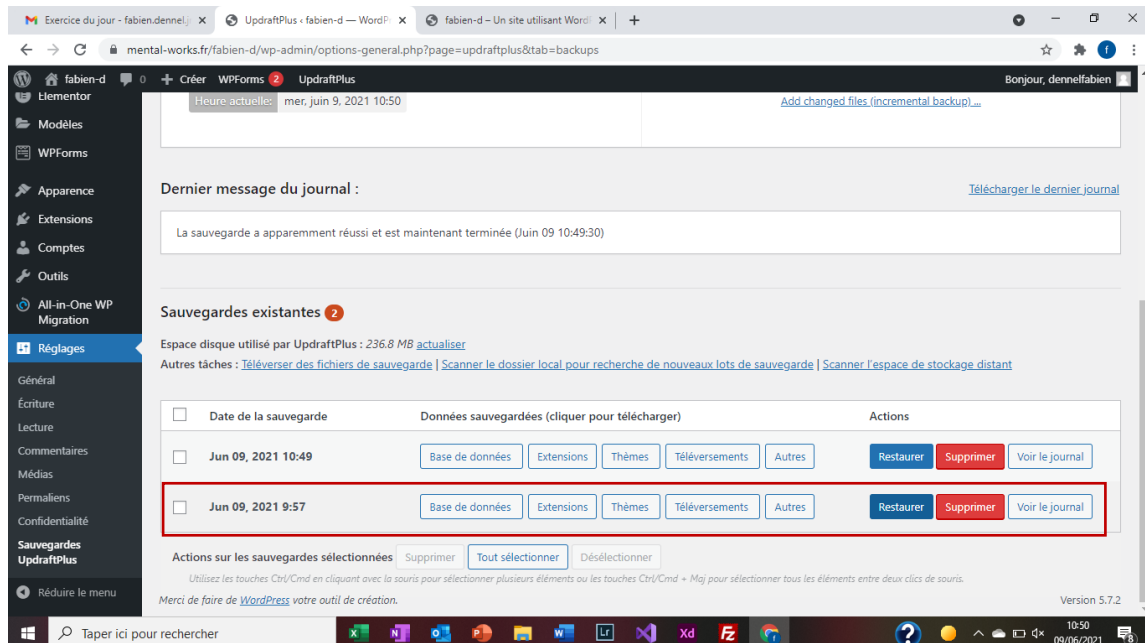 Exercice du jour - fabien.dennel.j
UpdraftPlus ‹ fabien-d — WordP
fabien-d – Un site utilisant Word
mental-works.fr/fabien-d/wp-admin/options-general.php?page=updraftplus&tab=backups
f
fabien-d 0 Créer WPForms 2 UpdraftPlus Bonjour, dennelfabien
Elementor
Modèles
WPForms
Apparence
Extensions
Comptes
Outils
All-in-One WP
Migration
Réglages
Général
Écriture
Lecture
Commentaires
Médias
Permaliens
Confidentialité
Sauvegardes
UpdraftPlus
Réduire le menu
Heure actuelle: mer, juin 9, 2021 10:50
Add changed files (incremental backup) ...
Dernier message du journal :
Télécharger le dernier journal
La sauvegarde a apparemment réussi et est maintenant terminée (Juin 09 10:49:30)
Sauvegardes existantes 2
Espace disque utilisé par UpdraftPlus : 236.8 MB actualiser
Autres tâches : Téléverser des fichiers de sauvegarde | Scanner le dossier local pour recherche de nouveaux lots de sauvegarde | Scanner l'espace de stockage distant
Date de la sauvegarde Données sauvegardées (cliquer pour télécharger) Actions
Jun 09, 2021 10:49 Base de données Extensions Thèmes Téléversements Autres Restaurer Supprimer Voir le journal
Jun 09, 2021 9:57 Base de données Extensions Thèmes Téléversements Autres Restaurer Supprimer Voir le journal
Actions sur les sauvegardes sélectionnées Supprimer Tout sélectionner Désélectionner
Utilisez les touches Ctrl/Cmd en cliquant avec la souris pour sélectionner plusieurs éléments ou les touches Ctrl/Cmd + Maj pour sélectionner tous les éléments entre deux clics de souris.
Merci de faire de WordPress votre outil de création.
Version 5.7.2
Taper ici pour rechercher
Lr
Xd
10:50
09/06/2021